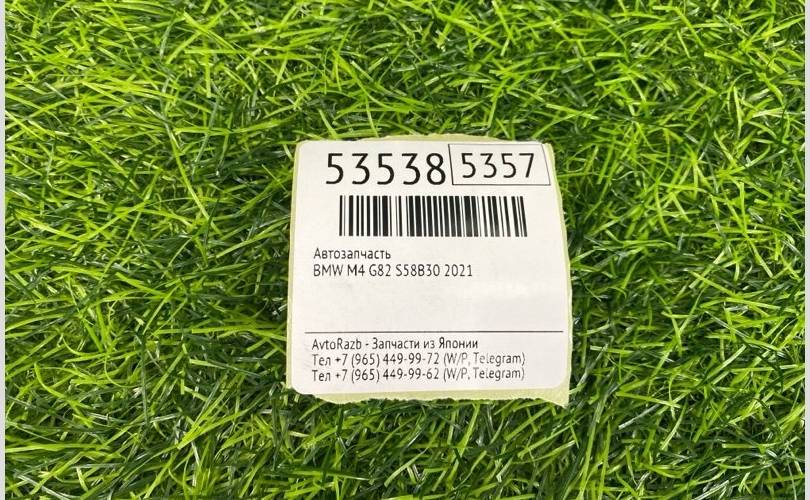 53538 5357
Автозапчасть
BMW M4 G82 S58B30 2021
AvtoRazb - Запчасти из Японии
Тел +7 (965) 449-99-72 (W/P, Telegram)
Тел +7 (965) 449-99-62 (W/P, Telegram)